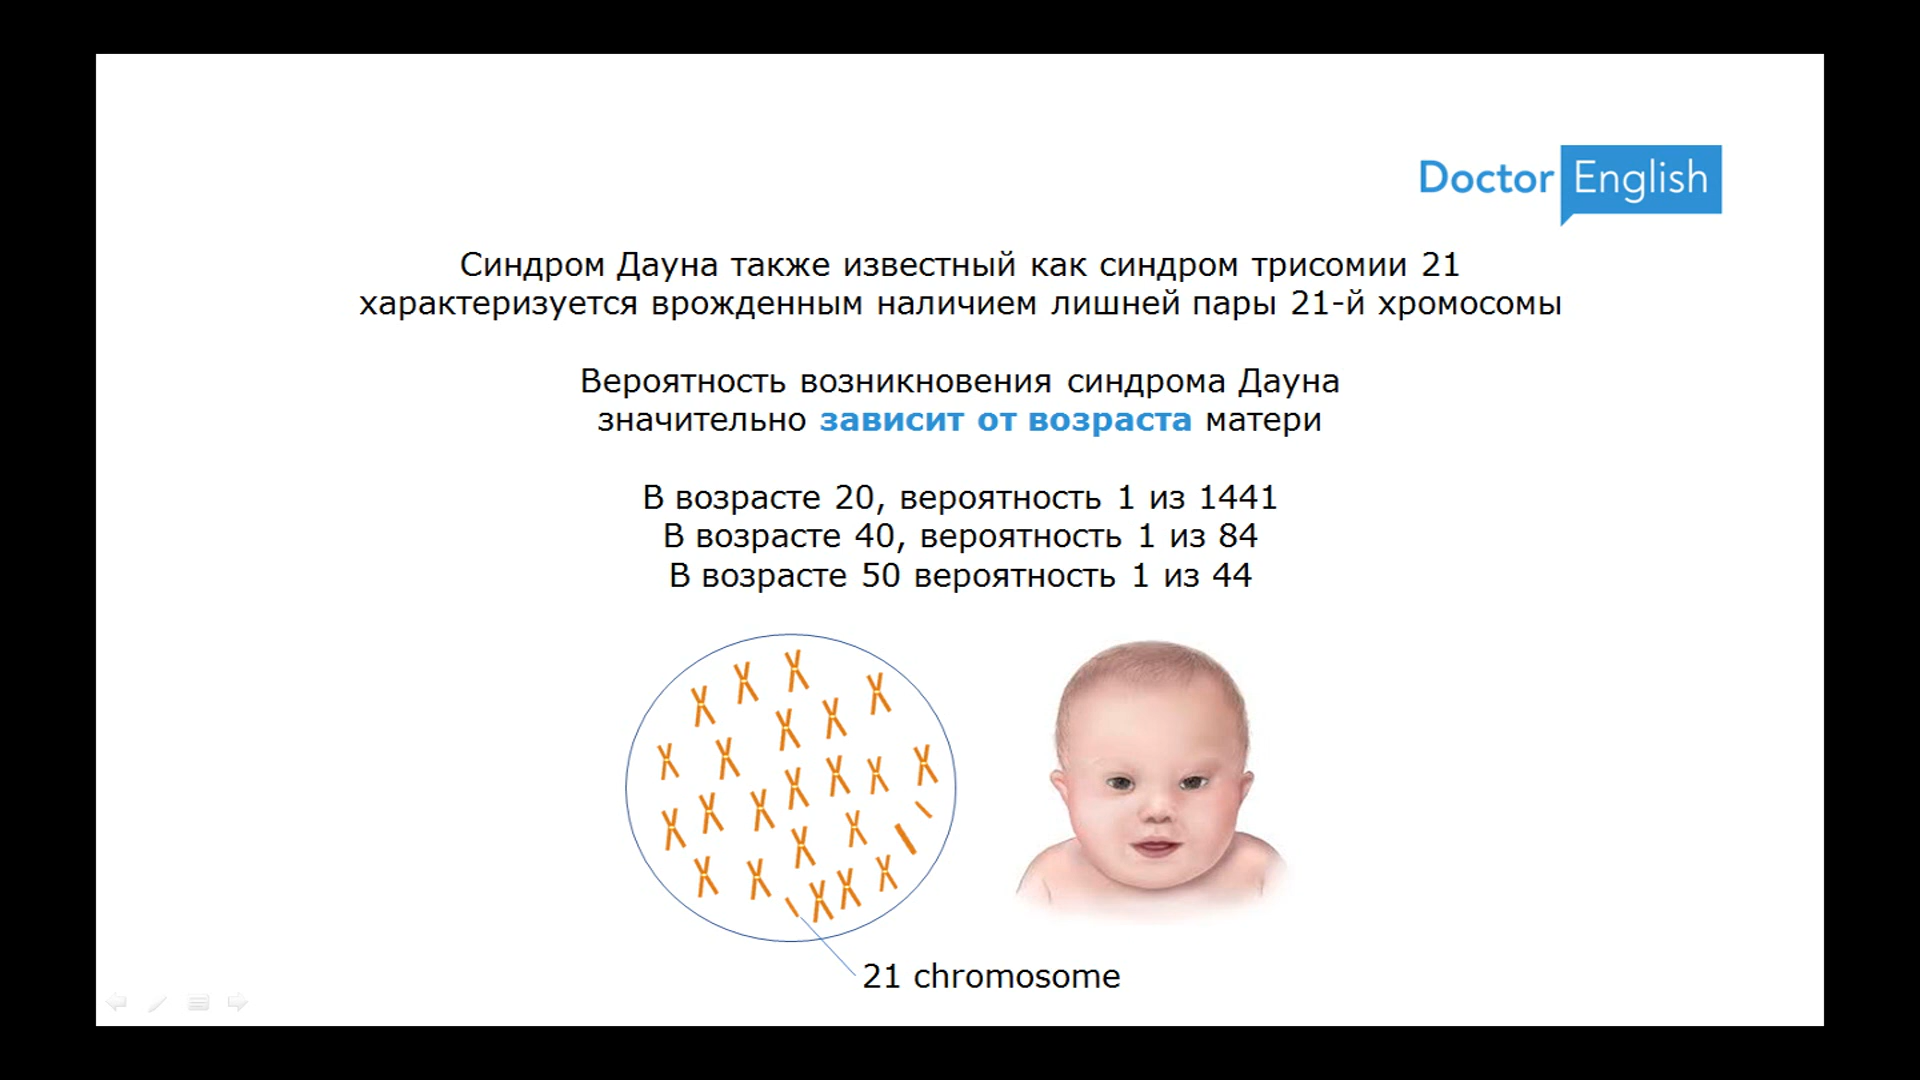 Doctor English
Синдром Дауна также известный как синдром трисомии 21
характеризуется врожденным наличием лишней пары 21-й хромосомы
Вероятность возникновения синдрома Дауна
значительно зависит от возраста матери
В возрасте 20, вероятность 1 из 1441
В возрасте 40, вероятность 1 из 84
В возрасте 50 вероятность 1 из 44
21 chromosome